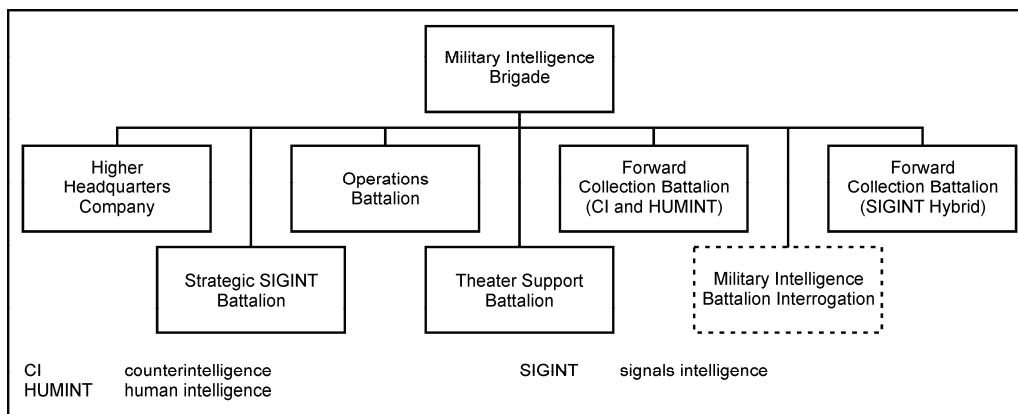 Military Intelligence
Brigade
Higher
Headquarters
Company
Operations
Battalion
Forward
Collection Battalion
(CI and HUMINT)
Forward
Collection Battalion
(SIGINT Hybrid)
Strategic SIGINT
Battalion
Theater Support
Battalion
Military Intelligence
Battalion Interrogation
CI counterintelligence
HUMINT human intelligence
SIGINT signals intelligence